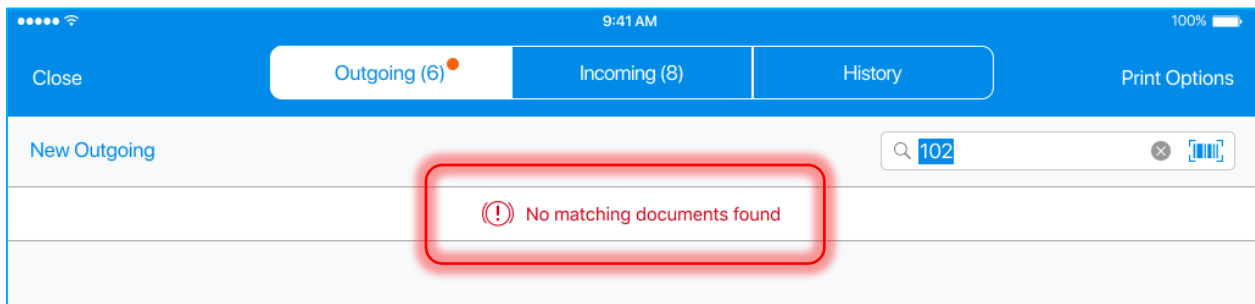 9:41 AM
100%
Close
Outgoing (6)
Incoming (8)
History
Print Options
New Outgoing
102
No matching documents found